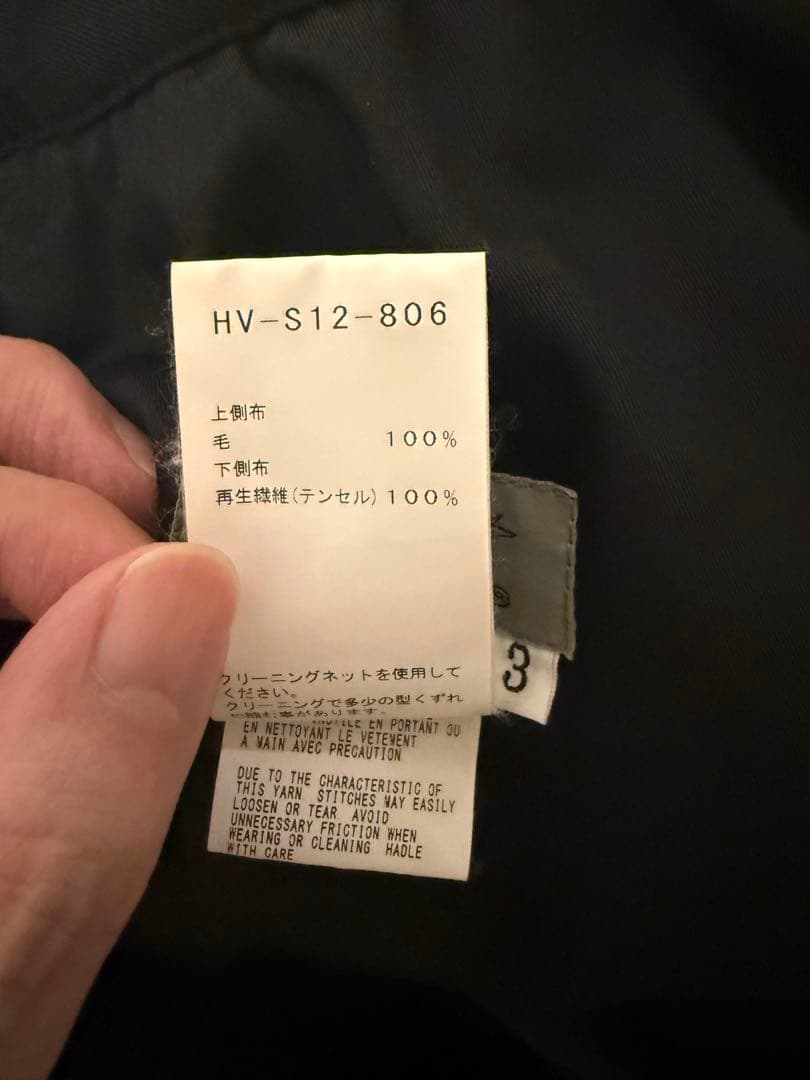 HV-S12-806
上側布
毛 100%
下側布
再生繊維(テンセル) 100%
クリーニングネットを使用して
ください。
クリーニングで多少の型くずれ
EN PORTANT OU
EN NETTOYANT LE VETEMENT
A MAIN AVEC PRECAUTION
DUE TO THE CHARACTERISTIC OF
THIS YARN STITCHES MAY EASILY
LOOSEN OR TEAR AVOID
UNNECESSARY FRICTION WHEN
WEARING OR CLEANING HADLE
WITH CARE
®
3